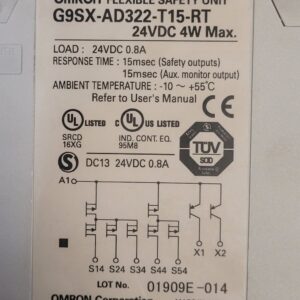 OMRON FLEXIBLE SAFETY UNIT
G9SX-AD322-T15-RT
24VDC 4W Max.
LOAD : 24VDC 0.8A
RESPONSE TIME : 15msec (Safety outputs)
15msec (Aux. monitor output)
AMBIENT TEMPERATURE : -10 ~ +55°C
Refer to User's Manual
UL LISTED C UL US LISTED
SRCD IND. CONT. EQ.
16XG 95M8
TÜV
S DC13 24VDC 0.8A
A1
X1 X2
S14 S24 S34 S44 S54
LOT No. 01909E-014
OMRON Corporation